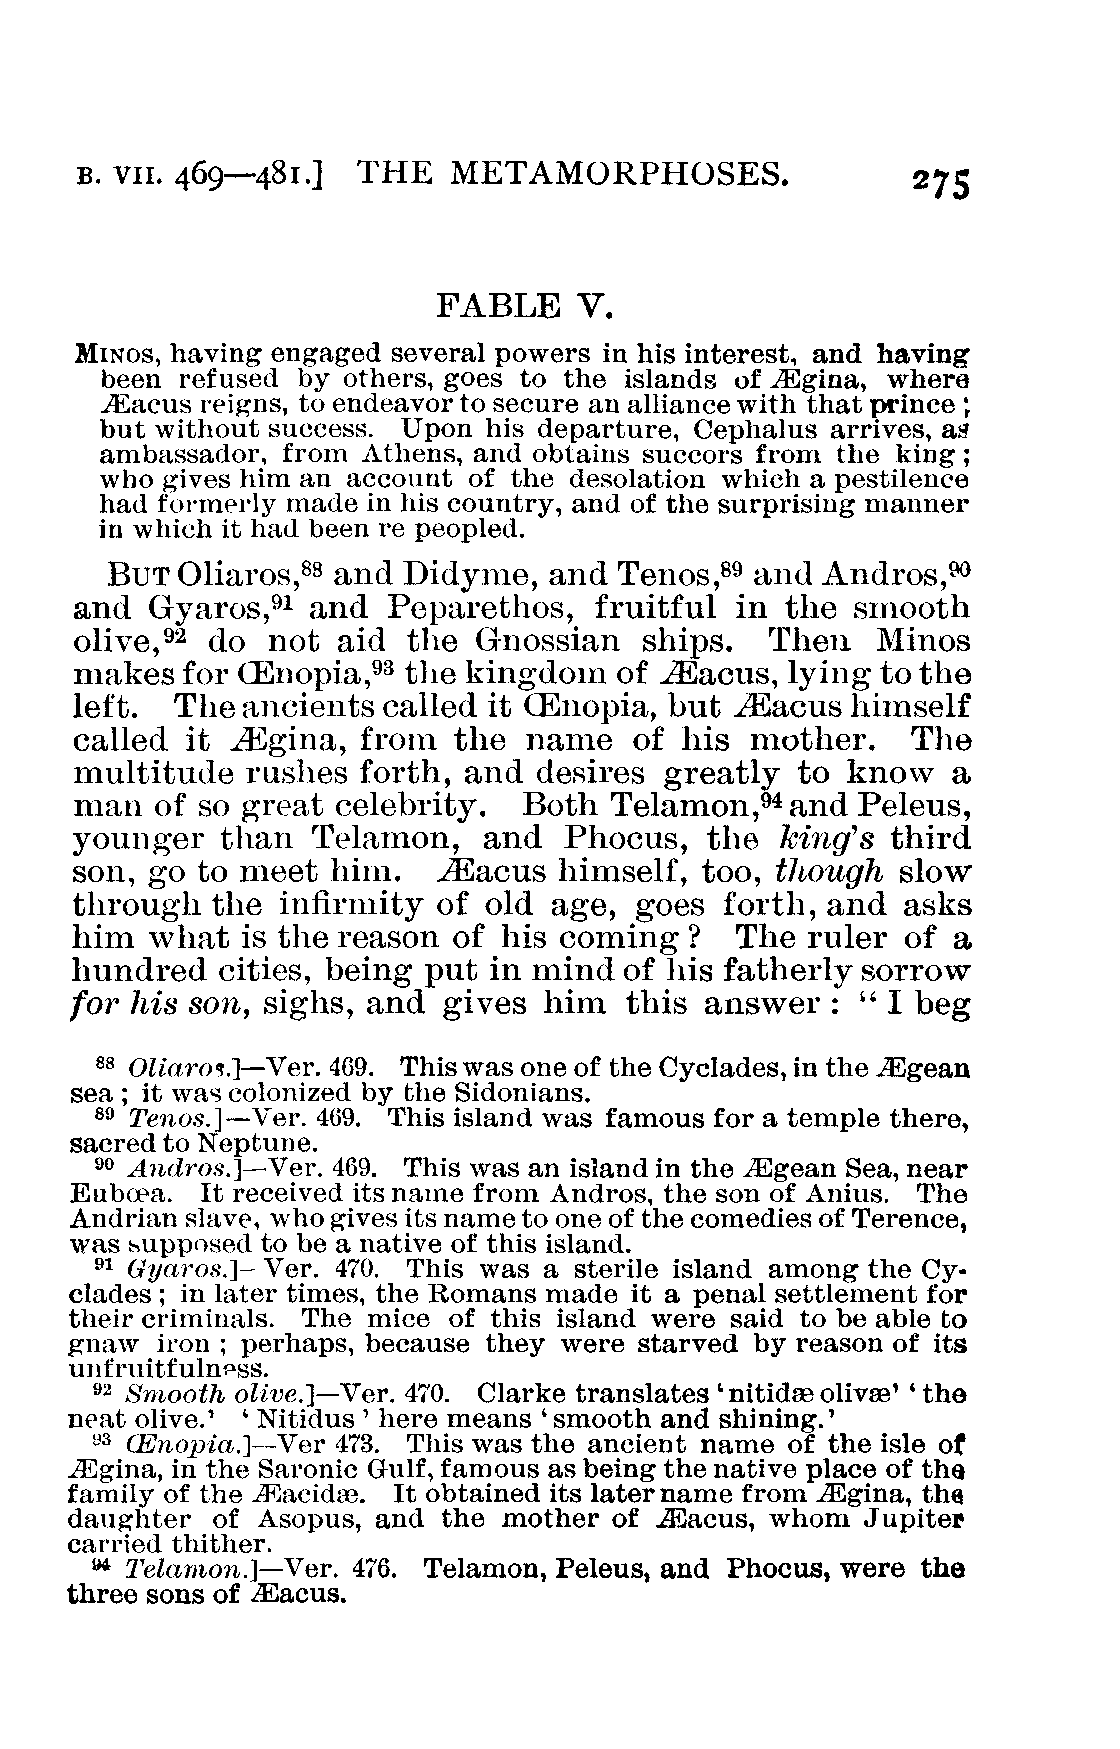 B. VII. 469—481.] THE METAMORPHOSES. 275
FABLE V.
MINOS, having engaged several powers in his interest, and having
been refused by others, goes to the islands of Ægina, where
Æacus reigns, to endeavor to secure an alliance with that prince;
but without success. Upon his departure, Cephalus arrives, as
ambassador, from Athens, and obtains succors from the king;
who gives him an account of the desolation which a pestilence
had formerly made in his country, and of the surprising manner
in which it had been re peopled.
BUT Oliaros,⁸⁸ and Didyme, and Tenos,⁸⁹ and Andros,⁹⁰
and Gyaros,⁹¹ and Peparethos, fruitful in the smooth
olive,⁹² do not aid the Gnossian ships. Then Minos
makes for Œnopia,⁹³ the kingdom of Æacus, lying to the
left. The ancients called it Œnopia, but Æacus himself
called it Ægina, from the name of his mother. The
multitude rushes forth, and desires greatly to know a
man of so great celebrity. Both Telamon,⁹⁴ and Peleus,
younger than Telamon, and Phocus, the king's third
son, go to meet him. Æacus himself, too, though slow
through the infirmity of old age, goes forth, and asks
him what is the reason of his coming? The ruler of a
hundred cities, being put in mind of his fatherly sorrow
for his son, sighs, and gives him this answer: "I beg
⁸⁸ Oliaros.]—Ver. 469. This was one of the Cyclades, in the Ægean
sea; it was colonized by the Sidonians.
⁸⁹ Tenos.]—Ver. 469. This island was famous for a temple there,
sacred to Neptune.
⁹⁰ Andros.]—Ver. 469. This was an island in the Ægean Sea, near
Eubœa. It received its name from Andros, the son of Anius. The
Andrian slave, who gives its name to one of the comedies of Terence,
was supposed to be a native of this island.
⁹¹ Gyaros.]—Ver. 470. This was a sterile island among the Cy-
clades; in later times, the Romans made it a penal settlement for
their criminals. The mice of this island were said to be able to
gnaw iron; perhaps, because they were starved by reason of its
unfruitfulness.
⁹² Smooth olive.]—Ver. 470. Clarke translates 'nitidæ olivæ' 'the
neat olive.' 'Nitidus' here means 'smooth and shining.'
⁹³ Œnopia.]—Ver 473. This was the ancient name of the isle of
Ægina, in the Saronic Gulf, famous as being the native place of the
family of the Æacidæ. It obtained its later name from Ægina, the
daughter of Asopus, and the mother of Æacus, whom Jupiter
carried thither.
⁹⁴ Telamon.]—Ver. 476. Telamon, Peleus, and Phocus, were the
three sons of Æacus.